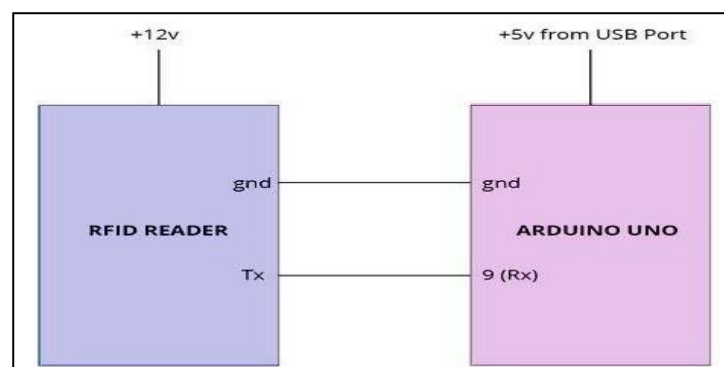 +12v
+5v from USB Port
gnd
gnd
RFID READER
ARDUINO UNO
Tx
9 (Rx)